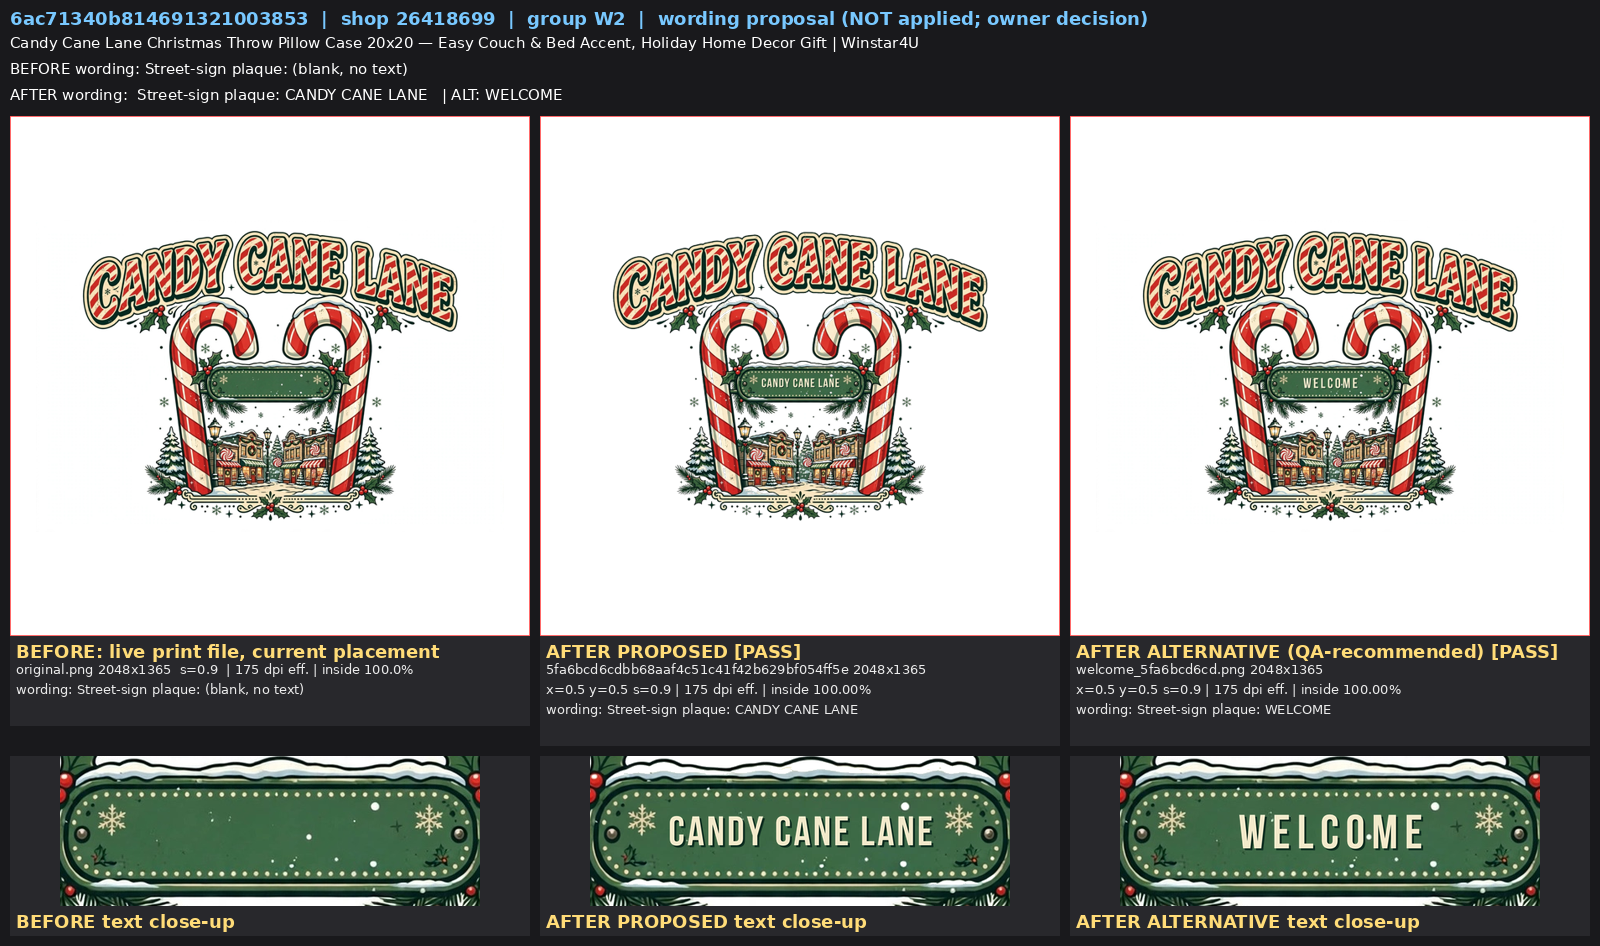 6ac71340b814691321003853 | shop 26418699 | group W2 | wording proposal (NOT applied; owner decision)
Candy Cane Lane Christmas Throw Pillow Case 20x20 — Easy Couch & Bed Accent, Holiday Home Decor Gift | Winstar4U
BEFORE wording: Street-sign plaque: (blank, no text)
AFTER wording: Street-sign plaque: CANDY CANE LANE | ALT: WELCOME
CANDY CANE LANE
CANDY CANE LANE
CANDY CANE LANE
CANDY CANE LANE
WELCOME
BEFORE: live print file, current placement
original.png 2048x1365 s=0.9 | 175 dpi eff. | inside 100.0%
wording: Street-sign plaque: (blank, no text)
AFTER PROPOSED [PASS]
5fa6bcd6cdbb68aaf4c51c41f42b629bf054ff5e 2048x1365
x=0.5 y=0.5 s=0.9 | 175 dpi eff. | inside 100.00%
wording: Street-sign plaque: CANDY CANE LANE
AFTER ALTERNATIVE (QA-recommended) [PASS]
welcome_5fa6bcd6cd.png 2048x1365
x=0.5 y=0.5 s=0.9 | 175 dpi eff. | inside 100.00%
wording: Street-sign plaque: WELCOME
BEFORE text close-up
CANDY CANE LANE
AFTER PROPOSED text close-up
WELCOME
AFTER ALTERNATIVE text close-up